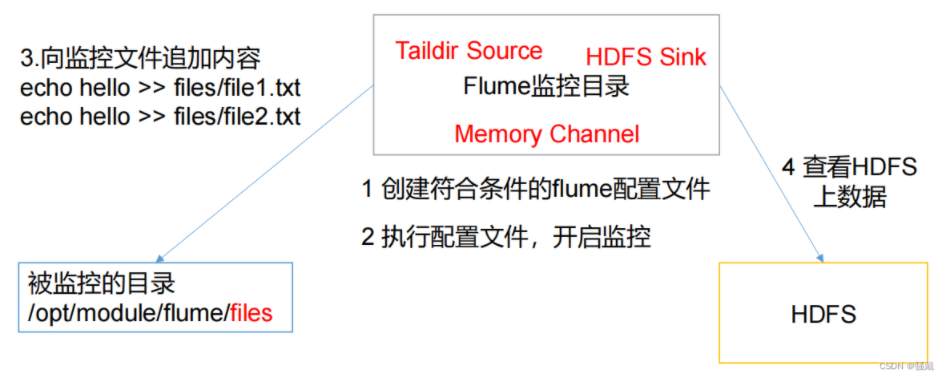 3.向监控文件追加内容
echo hello >> files/file1.txt
echo hello >> files/file2.txt
Taildir Source
HDFS Sink
Flume监控目录
Memory Channel
1 创建符合条件的flume配置文件
2 执行配置文件，开启监控
4 查看HDFS
上数据
被监控的目录
/opt/module/flume/files
HDFS